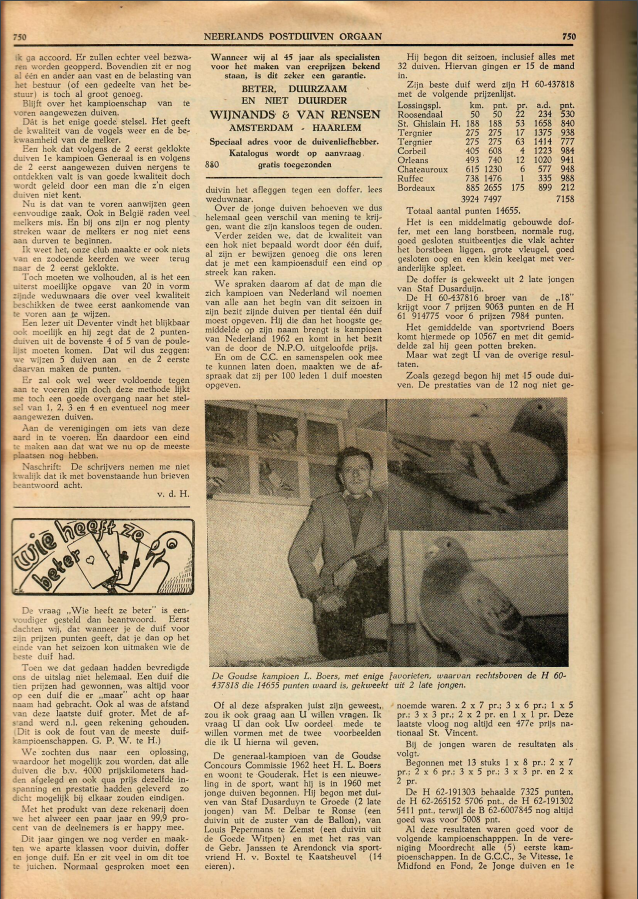 750 NEERLANDS POSTDUIVEN ORGAAN 750
ik ga accoord. Er zullen echter veel bezwa-
ren worden geopperd. Bovendien zit er nog
al één en ander aan vast en de belasting van
het bestuur (of een gedeelte van het be-
stuur) is toch al groot genoeg.
Blijft over het kampioenschap van te
voren aangewezen duiven.
Dát is het enige goede stelsel. Het geeft
de kwaliteit van de vogels weer en de be-
kwaamheid van de melker.
Een hok dat volgens de 2 eerst geklokte
duiven 1e kampioen Generaal is en volgens
de 2 eerst aangewezen duiven nergens te
ontdekken valt is van goede kwaliteit doch
wordt geleid door een man die z'n eigen
duiven niet kent.
Nu is dat van te voren aanwijzen geen
eenvoudige zaak. Ook in België raden veel
melkers mis. En bij ons zijn er nog plenty
streken waar de melkers er nog niet eens
aan durven te beginnen.
Ik weet het, onze club maakte er ooit niets
van en zodoende keerden we weer terug
naar de 2 eerst geklokte.
Toch moeten we volhouden, al is het een
uiterst moeilijke opgave van 20 in vorm
zijnde weduwnaars die over veel kwaliteit
beschikken de twee eerst aankomende van
te voren aan te wijzen.
Een lezer uit Deventer vindt het blijkbaar
ook moeilijk en hij zegt dat de 2 punten-
duiven uit de bovenste 4 of 5 van de poule-
lijst moeten komen. Dat wil dus zeggen:
we wijzen 5 duiven aan en de 2 eerste
daarvan maken de punten.
Er zal ook wel weer voldoende tegen
aan te voeren zijn doch deze methode lijkt
me toch een goede overgang naar het stel-
sel van 1, 2, 3 en 4 en eventueel nog meer
aangewezen duiven.
Aan de verenigingen om iets van deze
aard in te voeren. En daardoor een eind
te maken aan dat wat we nu op de meeste
plaatsen nog hebben.
Naschrift: De schrijvers nemen me niet
kwalijk dat ik met bovenstaande hun brieven
beantwoord acht.
v. d. H.
wie heeft ze
beter
De vraag „Wie heeft ze beter" is een-
voudiger gesteld dan beantwoord. Eerst
dachten wij, dat wanneer je de duif voor
zijn prijzen punten geeft, dat je dan op het
einde van het seizoen kon uitmaken wie de
beste duif had.
Toen we dat gedaan hadden bevredigde
ons de uitslag niet helemaal. Een duif die
tien prijzen had gewonnen, was altijd voor
op een duif die er „maar" acht op haar
naam had gebracht. Ook al was de afstand
van deze laatste duif groter. Met de af-
stand werd n.l. geen rekening gehouden.
(Dit is ook de fout van de meeste duif-
kampioenschappen. G. P. W. te H.)
We zochten dus naar een oplossing,
waardoor het mogelijk zou worden, dat alle
duiven die b.v. 4000 prijskilometers had-
den afgelegd en ook qua prijs dezelfde in-
spanning en prestatie hadden geleverd zo
dicht mogelijk bij elkaar zouden eindigen.
Met het produkt van deze rekenarij doen
we het alweer een paar jaar en 99,9 pro-
cent van de deelnemers is er happy mee.
Dit jaar gingen we nog verder en maak-
ten we aparte klassen voor duivin, doffer
en jonge duif. En er zit veel in om dit toe
te juichen. Normaal gesproken moet een
Wanneer wij al 45 jaar als specialisten
voor het maken van ereprijzen bekend
staan, is dit zeker een garantie.
BETER, DUURZAAM
EN NIET DUURDER
WIJNANDS & VAN RENSEN
AMSTERDAM - HAARLEM
Speciaal adres voor de duivenliefhebber.
Katalogus wordt op aanvraag
880 gratis toegezonden
duivin het afleggen tegen een doffer, lees
weduwnaar.
Over de jonge duiven behoeven we dus
helemaal geen verschil van mening te krij-
gen, want die zijn kansloos tegen de ouden.
Verder zeiden we, dat de kwaliteit van
een hok niet bepaald wordt door één duif,
al zijn er bewijzen genoeg die ons leren
dat je met een kampioensduif een eind op
streek kan raken.
We spraken daarom af dat de man die
zich kampioen van Nederland wil noemen
van alle aan het begin van die seizoen in
zijn bezit zijnde duiven per tiental één duif
moest opgeven. Hij die dan het hoogste ge-
middelde op zijn naam brengt is kampioen
van Nederland 1962 en komt in het bezit
van de door de N.P.O. uitgeloofde prijs.
En om de C.C. en samenspelen ook mee
te kunnen laten doen, maakten we de af-
spraak dat zij per 100 leden 1 duif moesten
opgeven.
Hij begon dit seizoen, inclusief alles met
32 duiven. Hiervan gingen er 15 de mand
in.
Zijn beste duif werd zijn H 60-437818
met de volgende prijzenlijst.
Lossingspl. km. pnt. pr. a.d. pnt.
Roosendaal 50 50 22 234 530
St. Ghislain H. 188 188 53 1658 840
Tergnier 275 275 17 1375 938
Tergnier 275 275 63 1414 777
Corbeil 405 608 4 1223 984
Orleans 493 740 12 1020 941
Chateauroux 615 1230 6 577 948
Ruffec 738 1476 1 335 988
Bordeaux 885 2655 175 899 212
3924 7497 7158
Totaal aantal punten 14655.
Het is een middelmatig gebouwde dof-
fer, met een lang borstbeen, normale rug,
goed gesloten stuitbeentjes die vlak achter
het borstbeen liggen, grote vleugel, goed
gesloten oog en een klein keelgat met ver-
anderlijke spleet.
De doffer is gekweekt uit 2 late jongen
van Staf Dusarduijn.
De H 60-437816 broer van de „18"
krijgt voor 7 prijzen 9063 punten en de H
61 914775 voor 6 prijzen 7984 punten.
Het gemiddelde van sportvriend Boers
komt hiermede op 10567 en met dit gemid-
delde zal hij geen potten breken.
Maar wat zegt U van de overige resul-
taten.
Zoals gezegd begon hij met 15 oude dui-
ven. De prestaties van de 12 nog niet ge-
De Goudse kampioen L. Boers, met enige favorieten, waarvan rechtsboven de H 60-
437818 die 14655 punten waard is, gekweekt uit 2 late jongen.
Of al deze afspraken juist zijn geweest,
zou ik ook graag aan U willen vragen. Ik
vraag U dan ook Uw oordeel mede te
willen vormen met de twee voorbeelden
die ik U hierna wil geven.
De generaal-kampioen van de Goudse
Concours Commissie 1962 heet H. L. Boers
en woont te Gouderak. Het is een nieuwe-
ling in de sport, want hij is in 1960 met
jonge duiven begonnen. Hij begon met dui-
ven van Staf Dusarduyn te Groede (2 late
jongen) van M. Delbar te Ronse (een
duivin uit de zuster van de Ballon), van
Louis Pepermans te Zemst (een duivin uit
de Goede Witpen) en met het ras van
de Gebr. Janssen te Arendonck via sport-
vriend H. v. Boxtel te Kaatsheuvel (14
eieren).
noemde waren. 2 x 7 pr.; 3 x 6 pr.; 1 x 5
pr.; 3 x 3 pr.; 2 x 2 pr. en 1 x 1 pr. Deze
laatste vloog nog altijd een 477e prijs na-
tionaal St. Vincent.
Bij de jongen waren de resultaten als
volgt.
Begonnen met 13 stuks 1 x 8 pr.; 2 x 7
pr.; 2 x 6 pr.; 3 x 5 pr.; 3 x 3 pr. en 2 x
2 pr.
De H 62-191303 behaalde 7325 punten,
de H 62-265152 5706 pnt., de H 62-191302
5411 pnt., terwijl de B 62-6007845 nog altijd
goed was voor 5008 pnt.
Al deze resultaten waren goed voor de
volgende kampioenschapppen. In de vere-
niging Moordrecht alle (5) eerste kam-
pioenschappen. In de G.C.C., 3e Vitesse, 1e
Midfond en Fond, 2e Jonge duiven en 1e